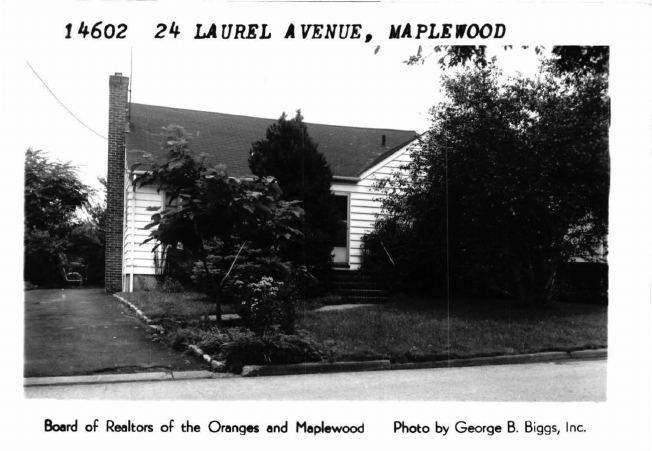 14602 24 LAUREL AVENUE, MAPLEWOOD
Board of Realtors of the Oranges and Maplewood Photo by George B. Biggs, Inc.